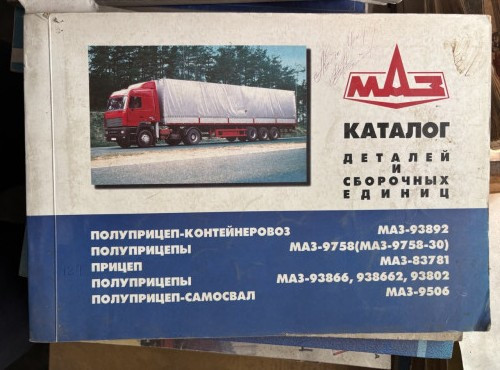 МАЗ
КАТАЛОГ
ДЕТАЛЕЙ
И
СБОРОЧНЫХ
ЕДИНИЦ
ПОЛУПРИЦЕП-КОНТЕЙНЕРОВОЗ МАЗ-93892
ПОЛУПРИЦЕПЫ МАЗ-9758(МАЗ-9758-30)
ПРИЦЕП МАЗ-83781
ПОЛУПРИЦЕПЫ МАЗ-93866, 938662, 93802
ПОЛУПРИЦЕП-САМОСВАЛ МАЗ-9506